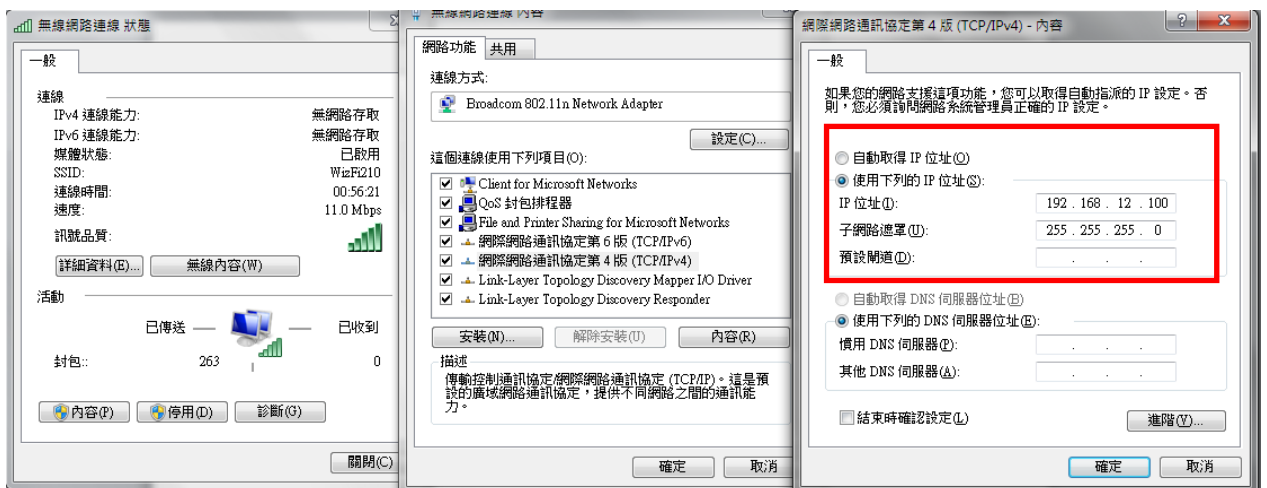 無線網路連線 狀態
一般
連線
IPv4 連線能力: 無網路存取
IPv6 連線能力: 無網路存取
媒體狀態: 已啟用
SSID: WizFi210
連線時間: 00:56:21
速度: 11.0 Mbps
訊號品質:
詳細資料(E)... 無線內容(W)
活動
已傳送 — — 已收到
封包:: 263 0
內容(P) 停用(D) 診斷(G)
關閉(C)
無線網路連線 內容
網路功能 共用
連線方式:
Broadcom 802.11n Network Adapter
設定(C)...
這個連線使用下列項目(O):
Client for Microsoft Networks
QoS 封包排程器
File and Printer Sharing for Microsoft Networks
網際網路通訊協定第 6 版 (TCP/IPv6)
網際網路通訊協定第 4 版 (TCP/IPv4)
Link-Layer Topology Discovery Mapper I/O Driver
Link-Layer Topology Discovery Responder
安裝(N)... 解除安裝(U) 內容(R)
描述
傳輸控制通訊協定/網際網路通訊協定 (TCP/IP)。這是預
設的廣域網路通訊協定，提供不同網路之間的通訊能
力。
確定 取消
網際網路通訊協定第 4 版 (TCP/IPv4) - 內容
一般
如果您的網路支援這項功能，您可以取得自動指派的 IP 設定。否
則，您必須詢問網路系統管理員正確的 IP 設定。
自動取得 IP 位址(O)
使用下列的 IP 位址(S):
IP 位址(I): 192 . 168 . 12 . 100
子網路遮罩(U): 255 . 255 . 255 . 0
預設閘道(D): . . .
自動取得 DNS 伺服器位址(B)
使用下列的 DNS 伺服器位址(E):
慣用 DNS 伺服器(P): . . .
其他 DNS 伺服器(A): . . .
結束時確認設定(L) 進階(V)...
確定 取消